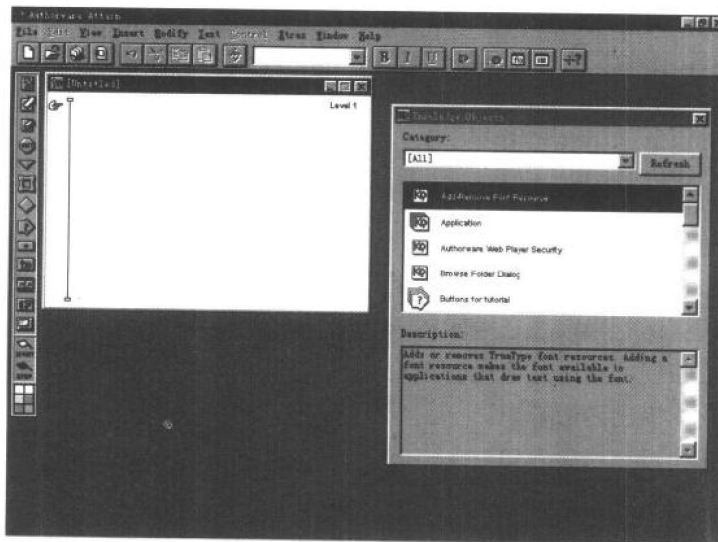 Authorware Attain
File Edit View Insert Modify Text Control Xtras Window Help
B I U
[Untitled]
Level 1
Knowledge Objects
Category:
[All]
Refresh
Add-Remove Font Resource
Application
Authorware Web Player Security
Browse Folder Dialog
Buttons for tutorial
Description:
Adds or removes TrueType font resources. Adding a
font resource makes the font available to
applications that draw text using the font.
START
STOP